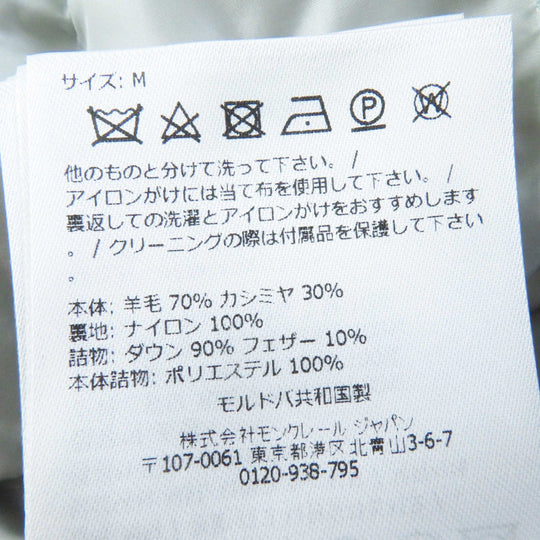 サイズ: M
P W
他のものと分けて洗って下さい。 /
アイロンがけには当て布を使用して下さい。 /
裏返しての洗濯とアイロンがけをおすすめします
。 / クリーニングの際は付属品を保護して下さい
。
本体: 羊毛 70% カシミヤ 30%
裏地: ナイロン 100%
詰物: ダウン 90% フェザー 10%
本体詰物: ポリエステル 100%
モルドバ共和国製
株式会社モンクレール ジャパン
〒107-0061 東京都港区北青山3-6-7
0120-938-795